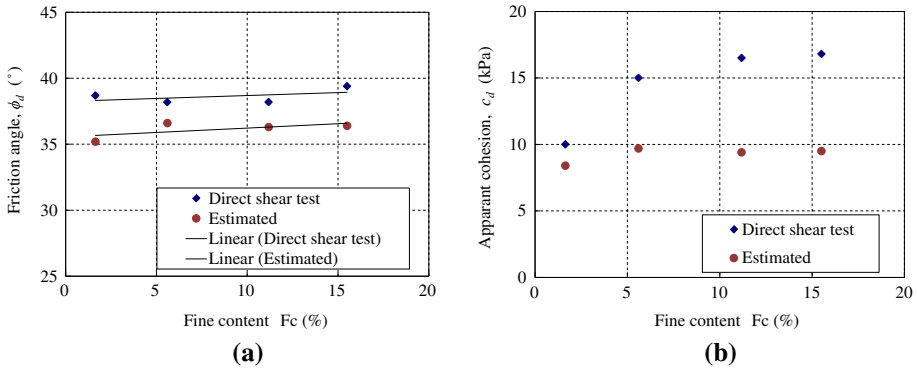 45
40
35
30
25
Friction angle, ϕd (°)
Direct shear test
Estimated
Linear (Direct shear test)
Linear (Estimated)
0 5 10 15 20
Fine content Fc (%)
(a)
20
15
10
5
0
Apparant cohesion, cd (kPa)
Direct shear test
Estimated
0 5 10 15 20
Fine content Fc (%)
(b)